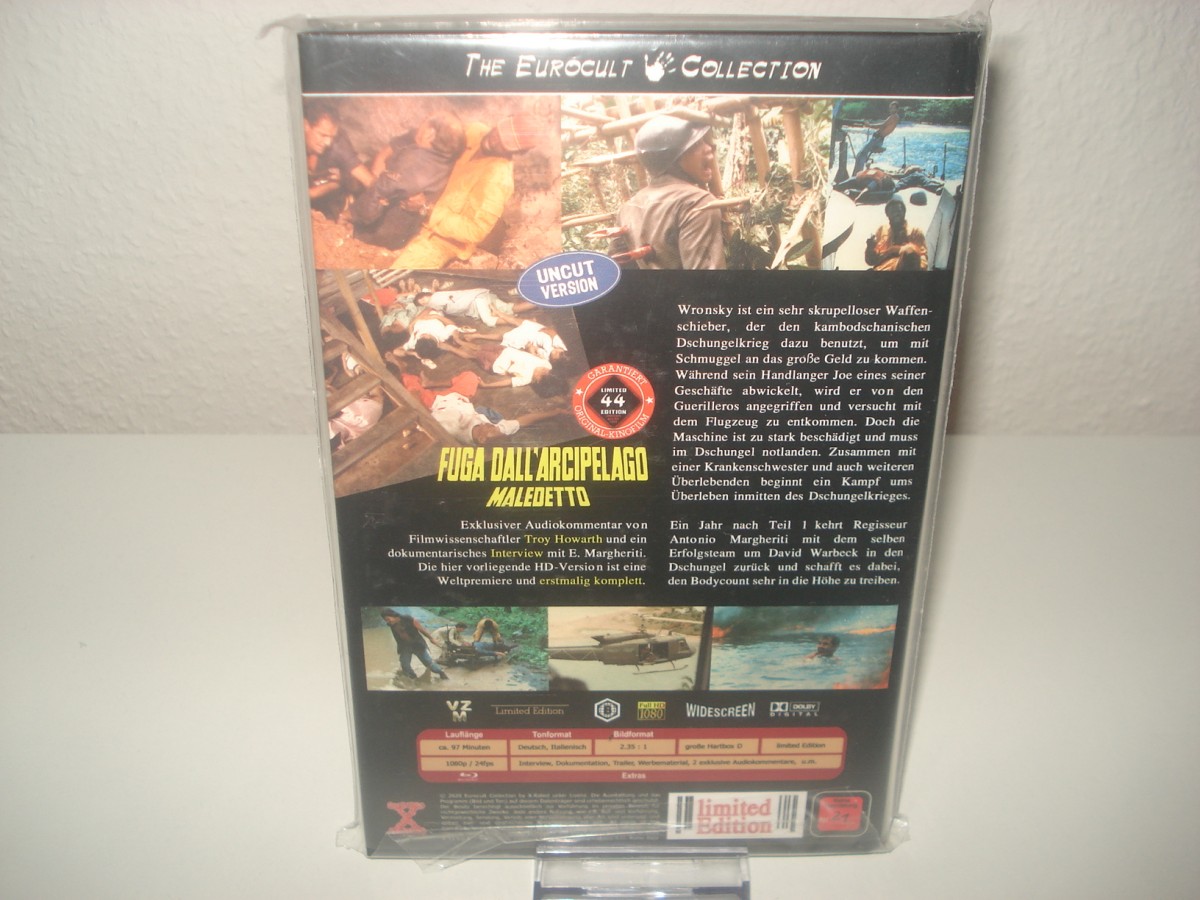 THE EUROCULT COLLECTION
UNCUT
VERSION
GARANTIERT
LIMITED
44
EDITION
ORIGINAL-KINOFILM
FUGA DALL'ARCIPELAGO
MALEDETTO
Exklusiver Audiokommentar von
Filmwissenschaftler Troy Howarth und ein
dokumentarisches Interview mit E. Margheriti.
Die hier vorliegende HD-Version ist eine
Weltpremiere und erstmalig komplett.
Wronsky ist ein sehr skrupelloser Waffen-
schieber, der den kambodschanischen
Dschungelkrieg dazu benutzt, um mit
Schmuggel an das große Geld zu kommen.
Während sein Handlanger Joe eines seiner
Geschäfte abwickelt, wird er von den
Guerilleros angegriffen und versucht mit
dem Flugzeug zu entkommen. Doch die
Maschine ist zu stark beschädigt und muss
im Dschungel notlanden. Zusammen mit
einer Krankenschwester und auch weiteren
Überlebenden beginnt ein Kampf ums
Überleben inmitten des Dschungelkrieges.
Ein Jahr nach Teil 1 kehrt Regisseur
Antonio Margheriti mit dem selben
Erfolgsteam um David Warbeck in den
Dschungel zurück und schafft es dabei,
den Bodycount sehr in die Höhe zu treiben.
VZ
M
Limited Edition
B
Full HD
1080
WIDESCREEN
DOLBY
DIGITAL
Lauflänge Tonformat Bildformat
ca. 97 Minuten Deutsch, Italienisch 2.35 : 1 große Hartbox D limited Edition
1080p / 24fps Interview, Dokumentation, Trailer, Werbematerial, 2 exklusive Audiokommentare, u.m.
Extras
X
limited
Edition